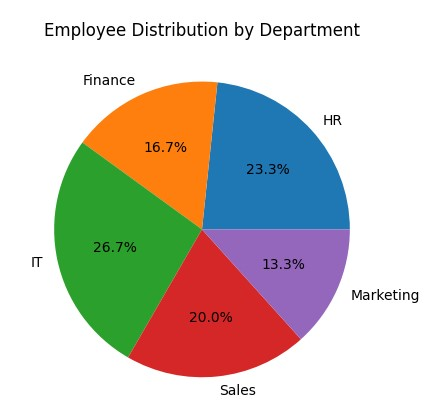 Employee Distribution by Department
Finance
HR
16.7%
23.3%
26.7%
IT
13.3%
Marketing
20.0%
Sales